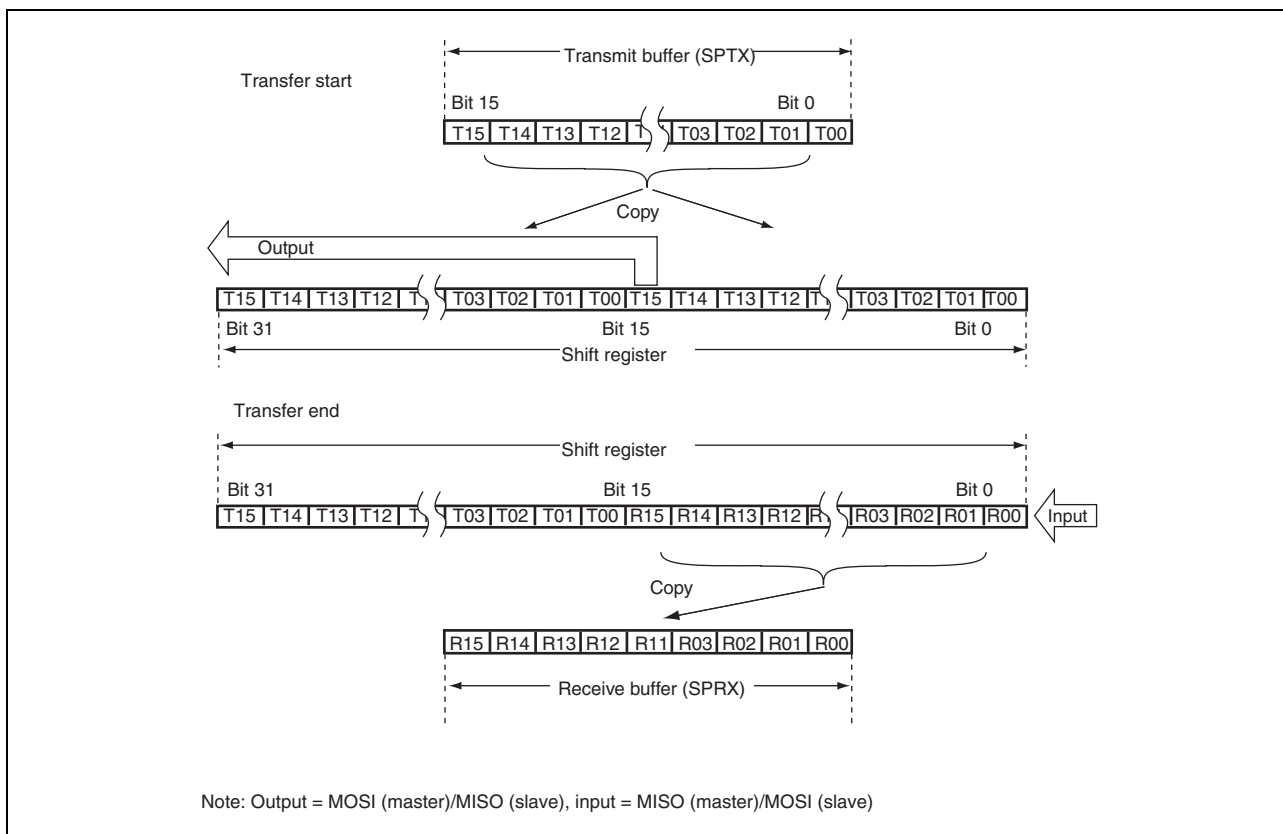 Transmit buffer (SPTX)
Transfer start
Bit 15 Bit 0
T15 T14 T13 T12 T03 T02 T01 T00
Copy
Output
T15 T14 T13 T12 T03 T02 T01 T00 T15 T14 T13 T12 T03 T02 T01 T00
Bit 31 Bit 15 Bit 0
Shift register
Transfer end
Shift register
Bit 31 Bit 15 Bit 0
T15 T14 T13 T12 T03 T02 T01 T00 R15 R14 R13 R12 R03 R02 R01 R00 Input
Copy
R15 R14 R13 R12 R11 R03 R02 R01 R00
Receive buffer (SPRX)
Note: Output = MOSI (master)/MISO (slave), input = MISO (master)/MOSI (slave)